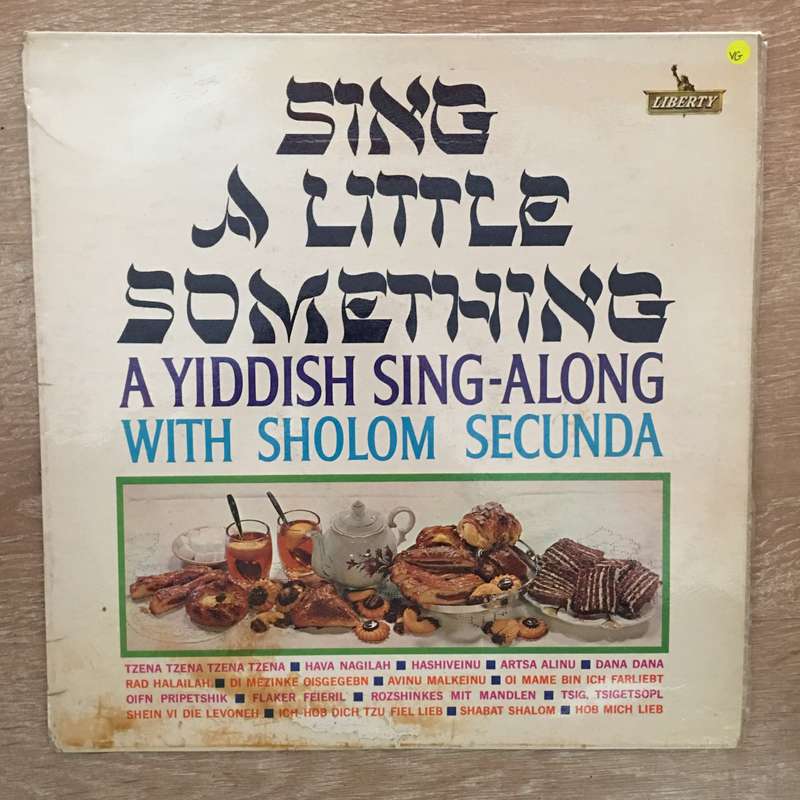 VG
LIBERTY
SING
A LITTLE
SOMETHING
A YIDDISH SING-ALONG
WITH SHOLOM SECUNDA
TZENA TZENA TZENA TZENA ■ HAVA NAGILAH ■ HASHIVEINU ■ ARTSA ALINU ■ DANA DANA
RAD HALAILAH ■ DI MEZINKE OISGEGEBN ■ AVINU MALKEINU ■ OI MAME BIN ICH FARLIEBT
OIFN PRIPETSHIK ■ FLAKER FEIERIL ■ ROZSHINKES MIT MANDLEN ■ TSIG, TSIGETSOPL
SHEIN VI DIE LEVONEH ■ ICH HOB DICH TZU FIEL LIEB ■ SHABAT SHALOM ■ HOB MICH LIEB